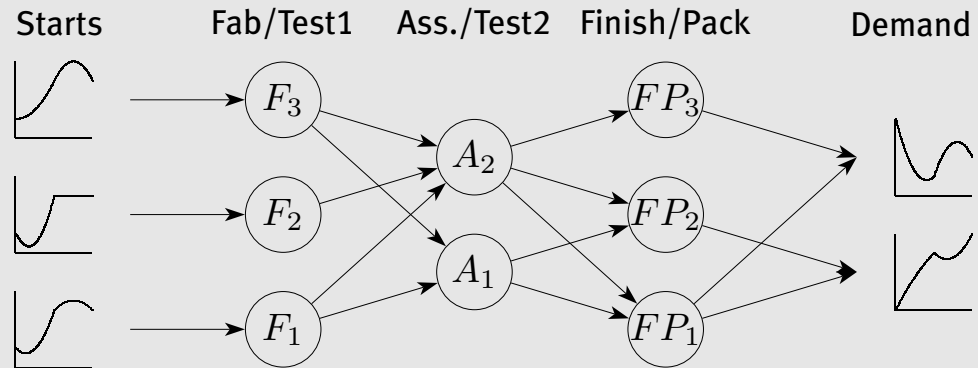 Starts Fab/Test1 Ass./Test2 Finish/Pack Demand
F₃ FP₃
A₂
F₂ FP₂
A₁
F₁ FP₁